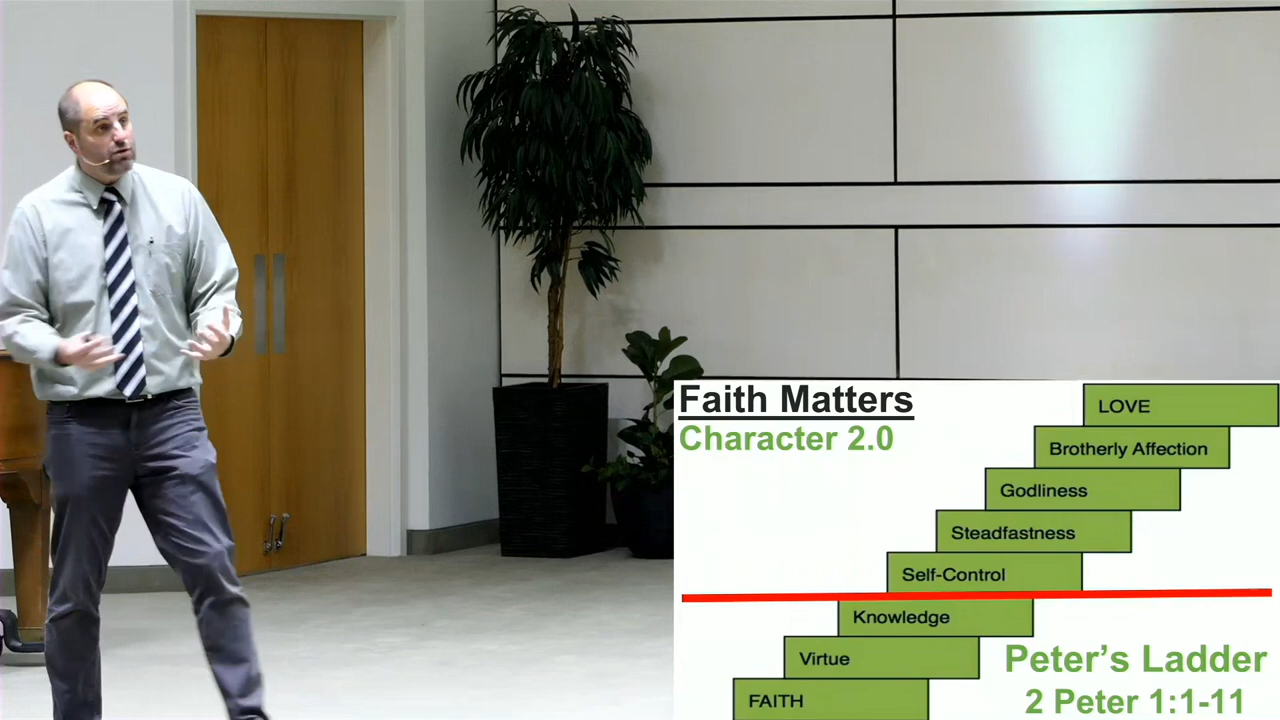 Faith Matters
Character 2.0
LOVE
Brotherly Affection
Godliness
Steadfastness
Self-Control
Knowledge
Virtue
FAITH
Peter's Ladder
2 Peter 1:1-11